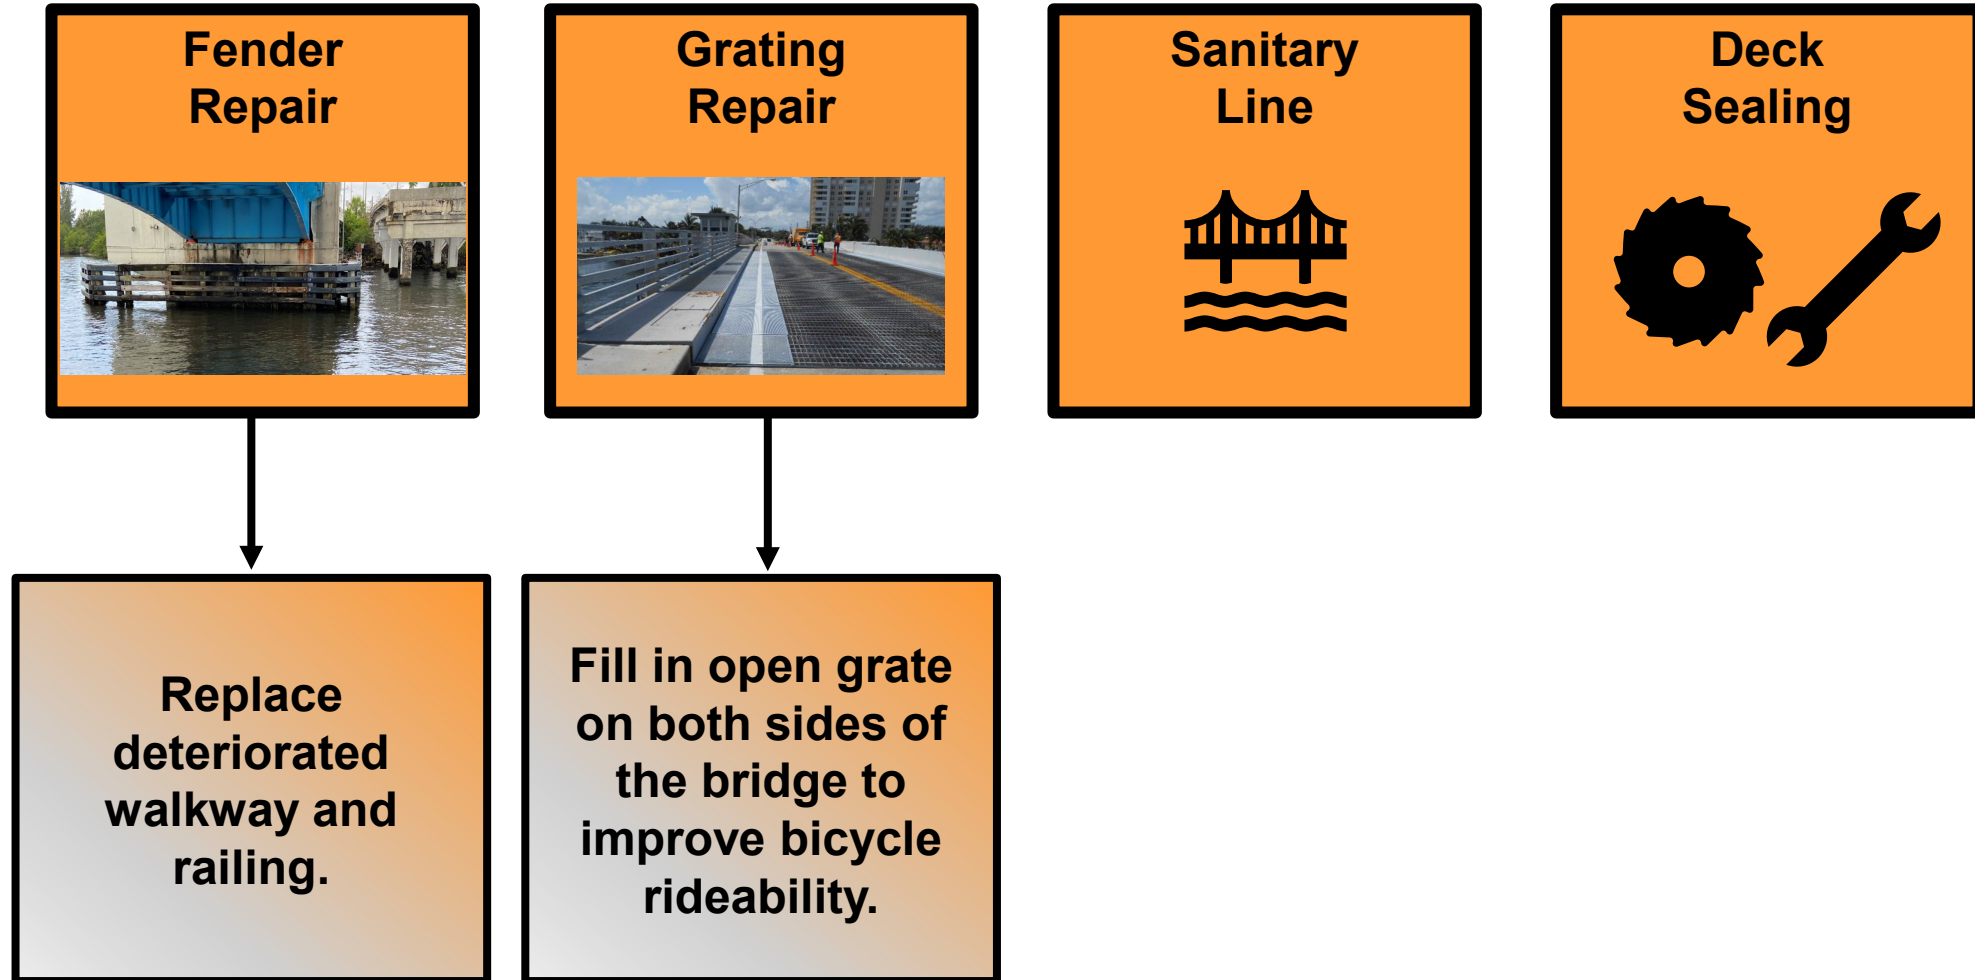 Fender
Repair
Grating
Repair
Sanitary
Line
Deck
Sealing
Replace
deteriorated
walkway and
railing.
Fill in open grate
on both sides of
the bridge to
improve bicycle
rideability.